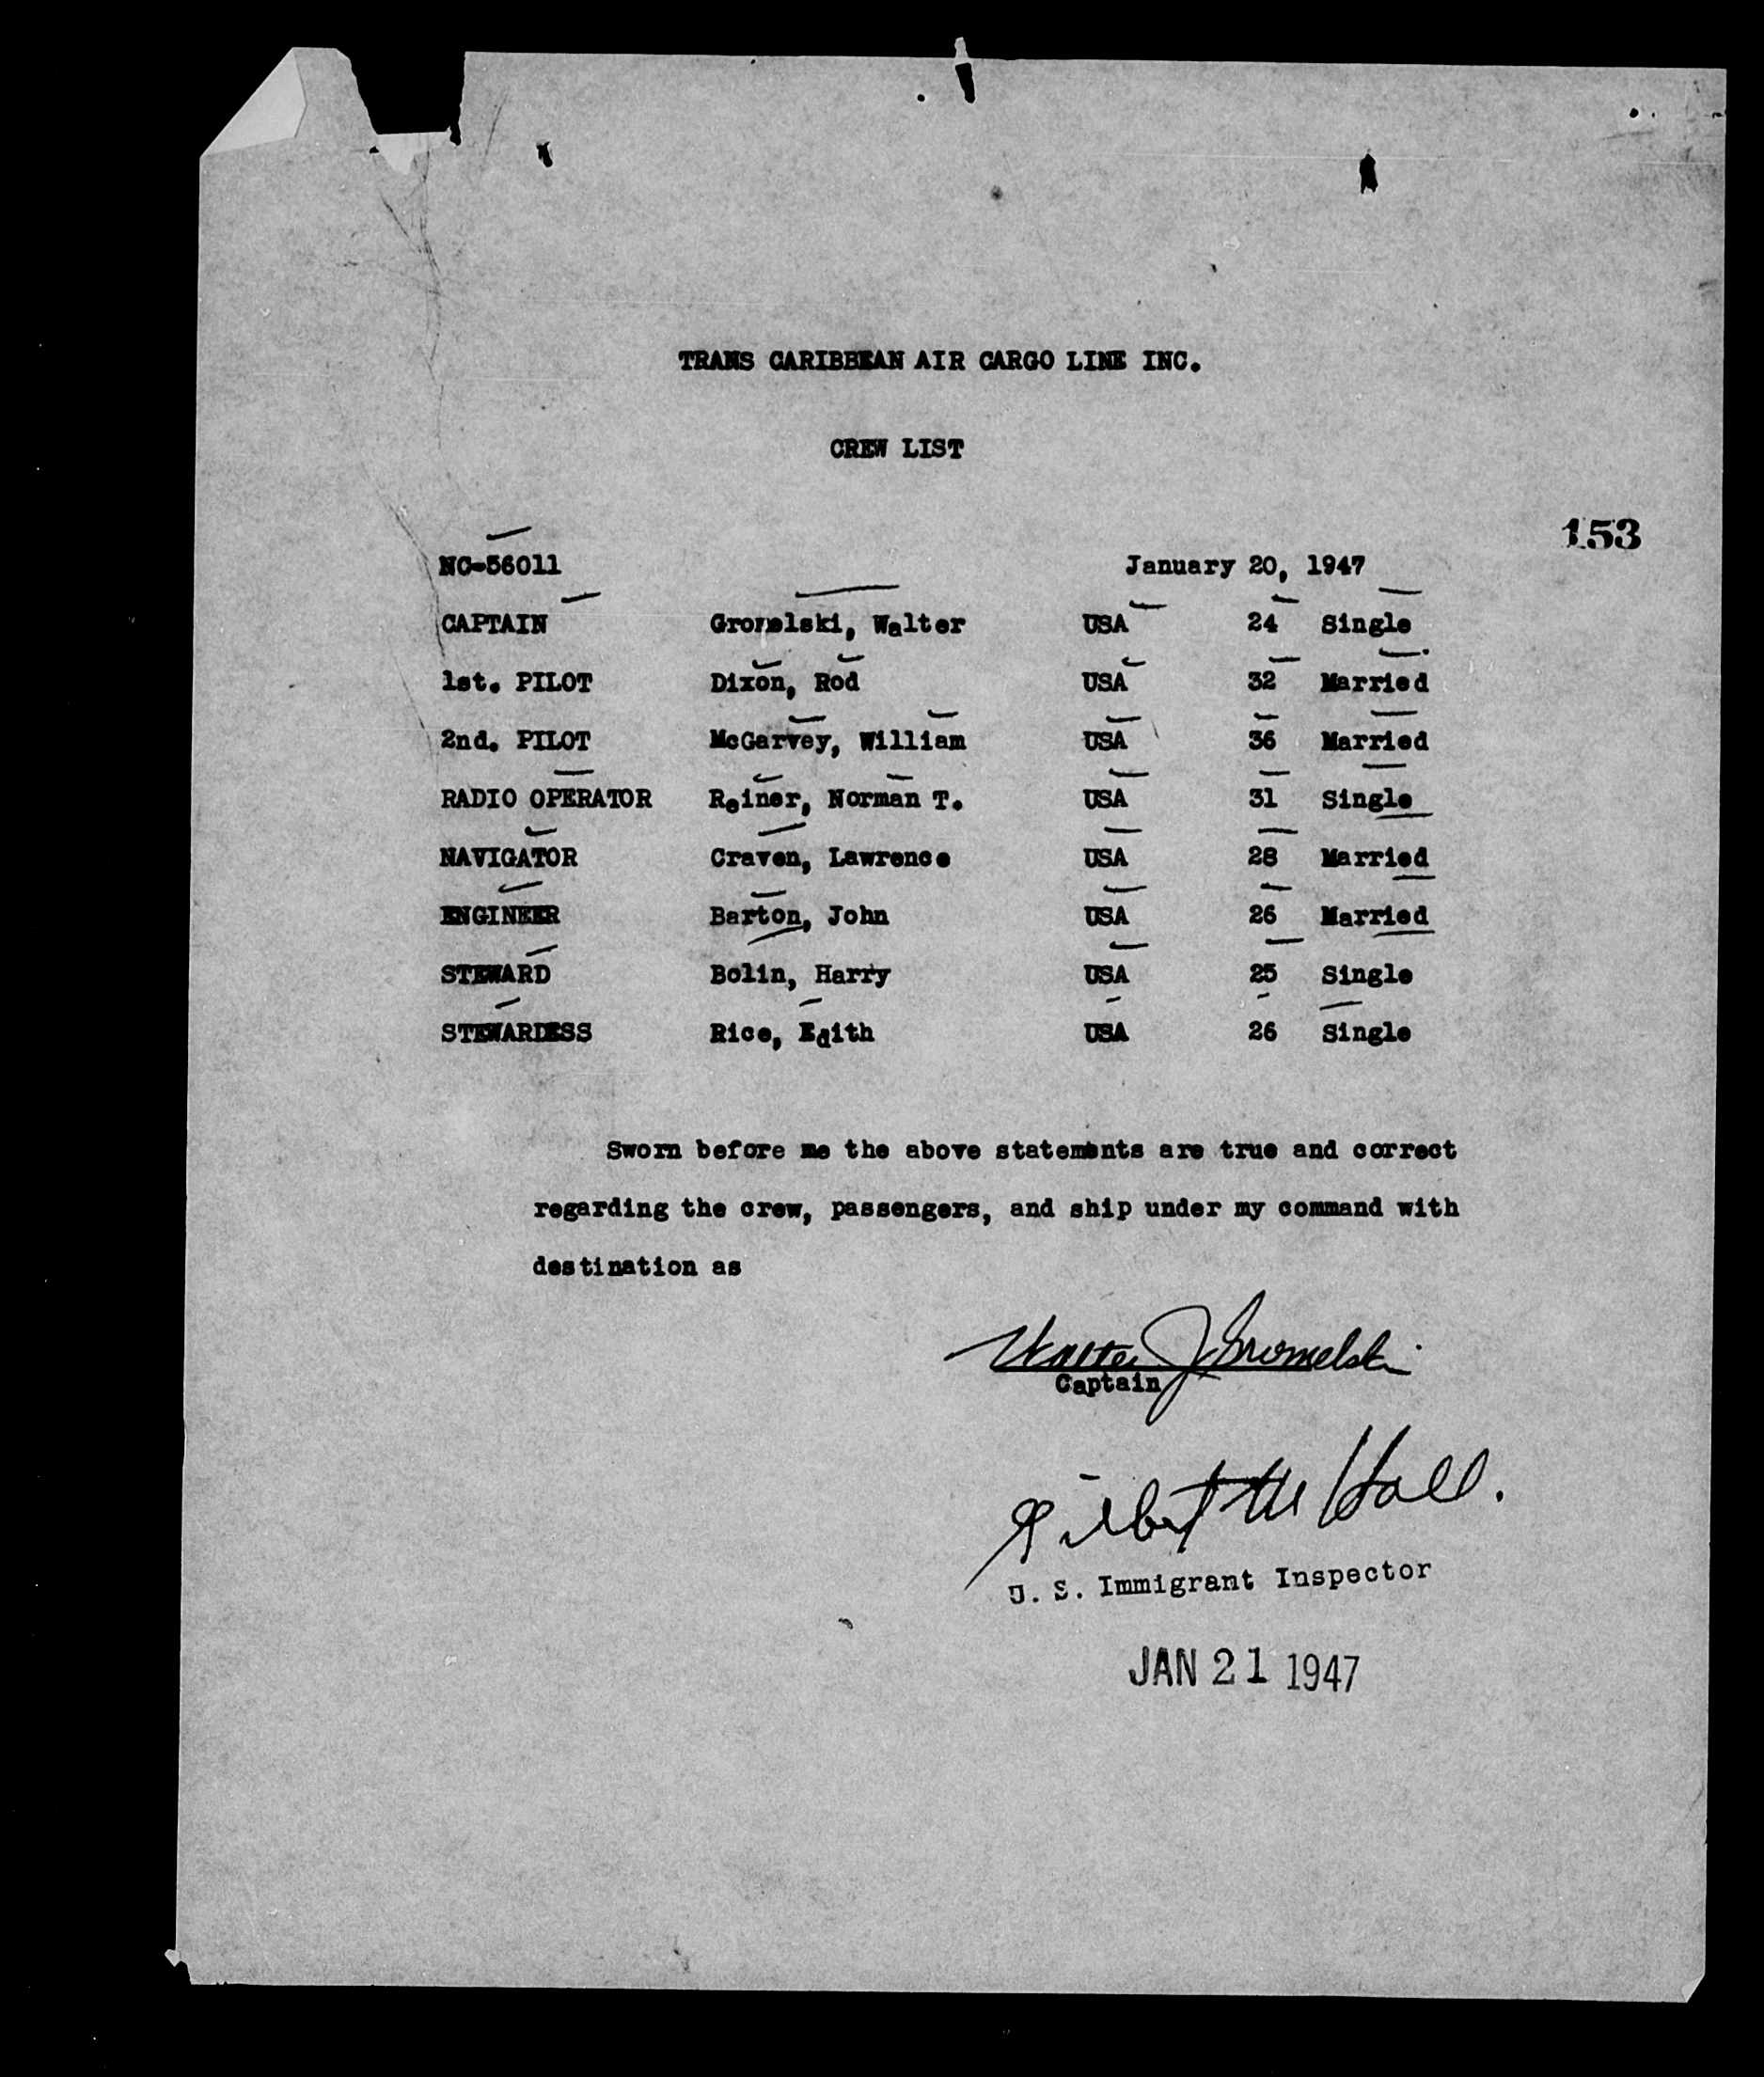 TRANS CARIBBEAN AIR CARGO LINE INC.
CREW LIST
153
NC-56011 January 20, 1947
CAPTAIN Gromelski, Walter USA 24 Single
1st. PILOT Dixon, Rod USA 32 Married
2nd. PILOT McGarvey, William USA 36 Married
RADIO OPERATOR Reiner, Norman T. USA 31 Single
NAVIGATOR Craven, Lawrence USA 28 Married
ENGINEER Barton, John USA 26 Married
STEWARD Bolin, Harry USA 25 Single
STEWARDESS Rice, Edith USA 26 Single
Sworn before me the above statements are true and correct
regarding the crew, passengers, and ship under my command with
destination as
Walter J Gromelski
Captain
Gilbert M Hall.
U. S. Immigrant Inspector
JAN 21 1947